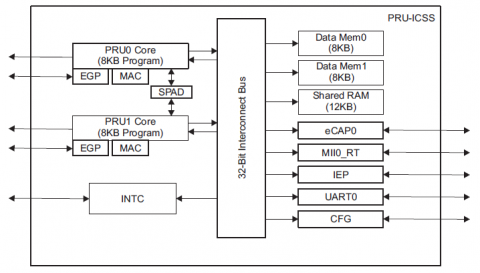 PRU-ICSS
PRU0 Core
(8KB Program)
EGP
MAC
SPAD
PRU1 Core
(8KB Program)
EGP
MAC
INTC
32-Bit Interconnect Bus
Data Mem0
(8KB)
Data Mem1
(8KB)
Shared RAM
(12KB)
eCAP0
MII0_RT
IEP
UART0
CFG